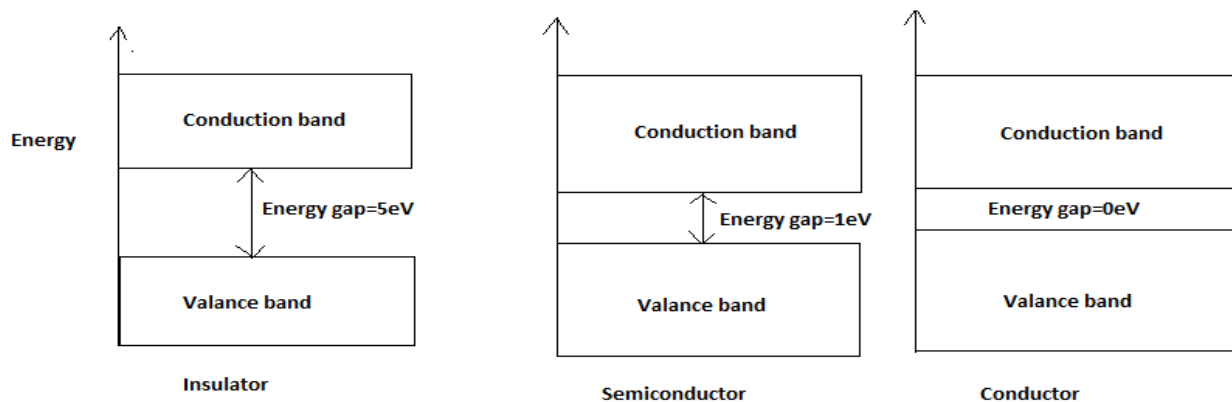 Energy
Conduction band
Energy gap=5eV
Valance band
Insulator
Conduction band
Energy gap=1eV
Valance band
Semiconductor
Conduction band
Energy gap=0eV
Valance band
Conductor